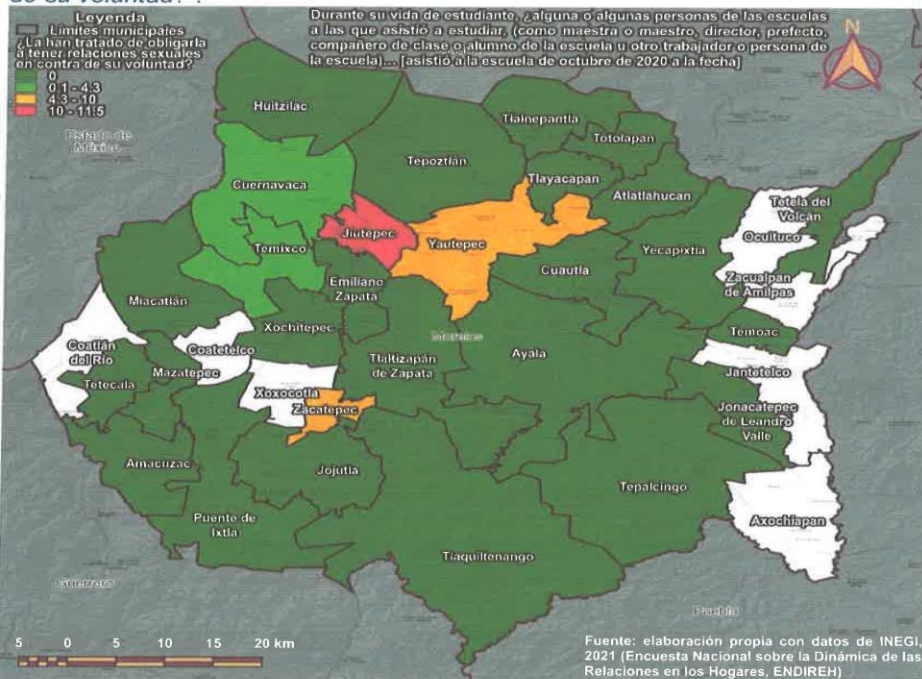 de su voluntad? .
Leyenda
Límites municipales
¿La han tratado de obligarla
a tener relaciones sexuales
en contra de su voluntad?
0
0.1 - 4.3
4.3 - 10
10 - 11.5
Durante su vida de estudiante, ¿alguna o algunas personas de las escuelas
a las que asistió a estudiar, (como maestra o maestro, director, prefecto,
compañero de clase o alumno de la escuela u otro trabajador o persona de
la escuela)... [asistió a la escuela de octubre de 2020 a la fecha]
N
Estado de
México
Huitzilac
Tlalnepantla
Totolapan
Tepoztlán
Tlayacapan
Atlatlahucan
Cuernavaca
Tetela del
Volcán
Ocuituco
Jiutepec
Yautepec
Yecapixtla
Temixco
Cuautla
Zacualpan
de Amilpas
Emiliano
Zapata
Miacatlán
Xochitepec
Morelos
Temoac
Coatlán
del Río
Coatetelco
Tlaltizapán
de Zapata
Ayala
Mazatepec
Jantetelco
Tetecala
Xoxocotla
Zacatepec
Jonacatepec
de Leandro
Valle
Amacuzac
Jojutla
Tepalcingo
Puente de
Ixtla
Axochiapan
Tlaquiltenango
Guerrero
Puebla
5 0 5 10 15 20 km
Fuente: elaboración propia con datos de INEGI,
2021 (Encuesta Nacional sobre la Dinámica de las
Relaciones en los Hogares, ENDIREH)